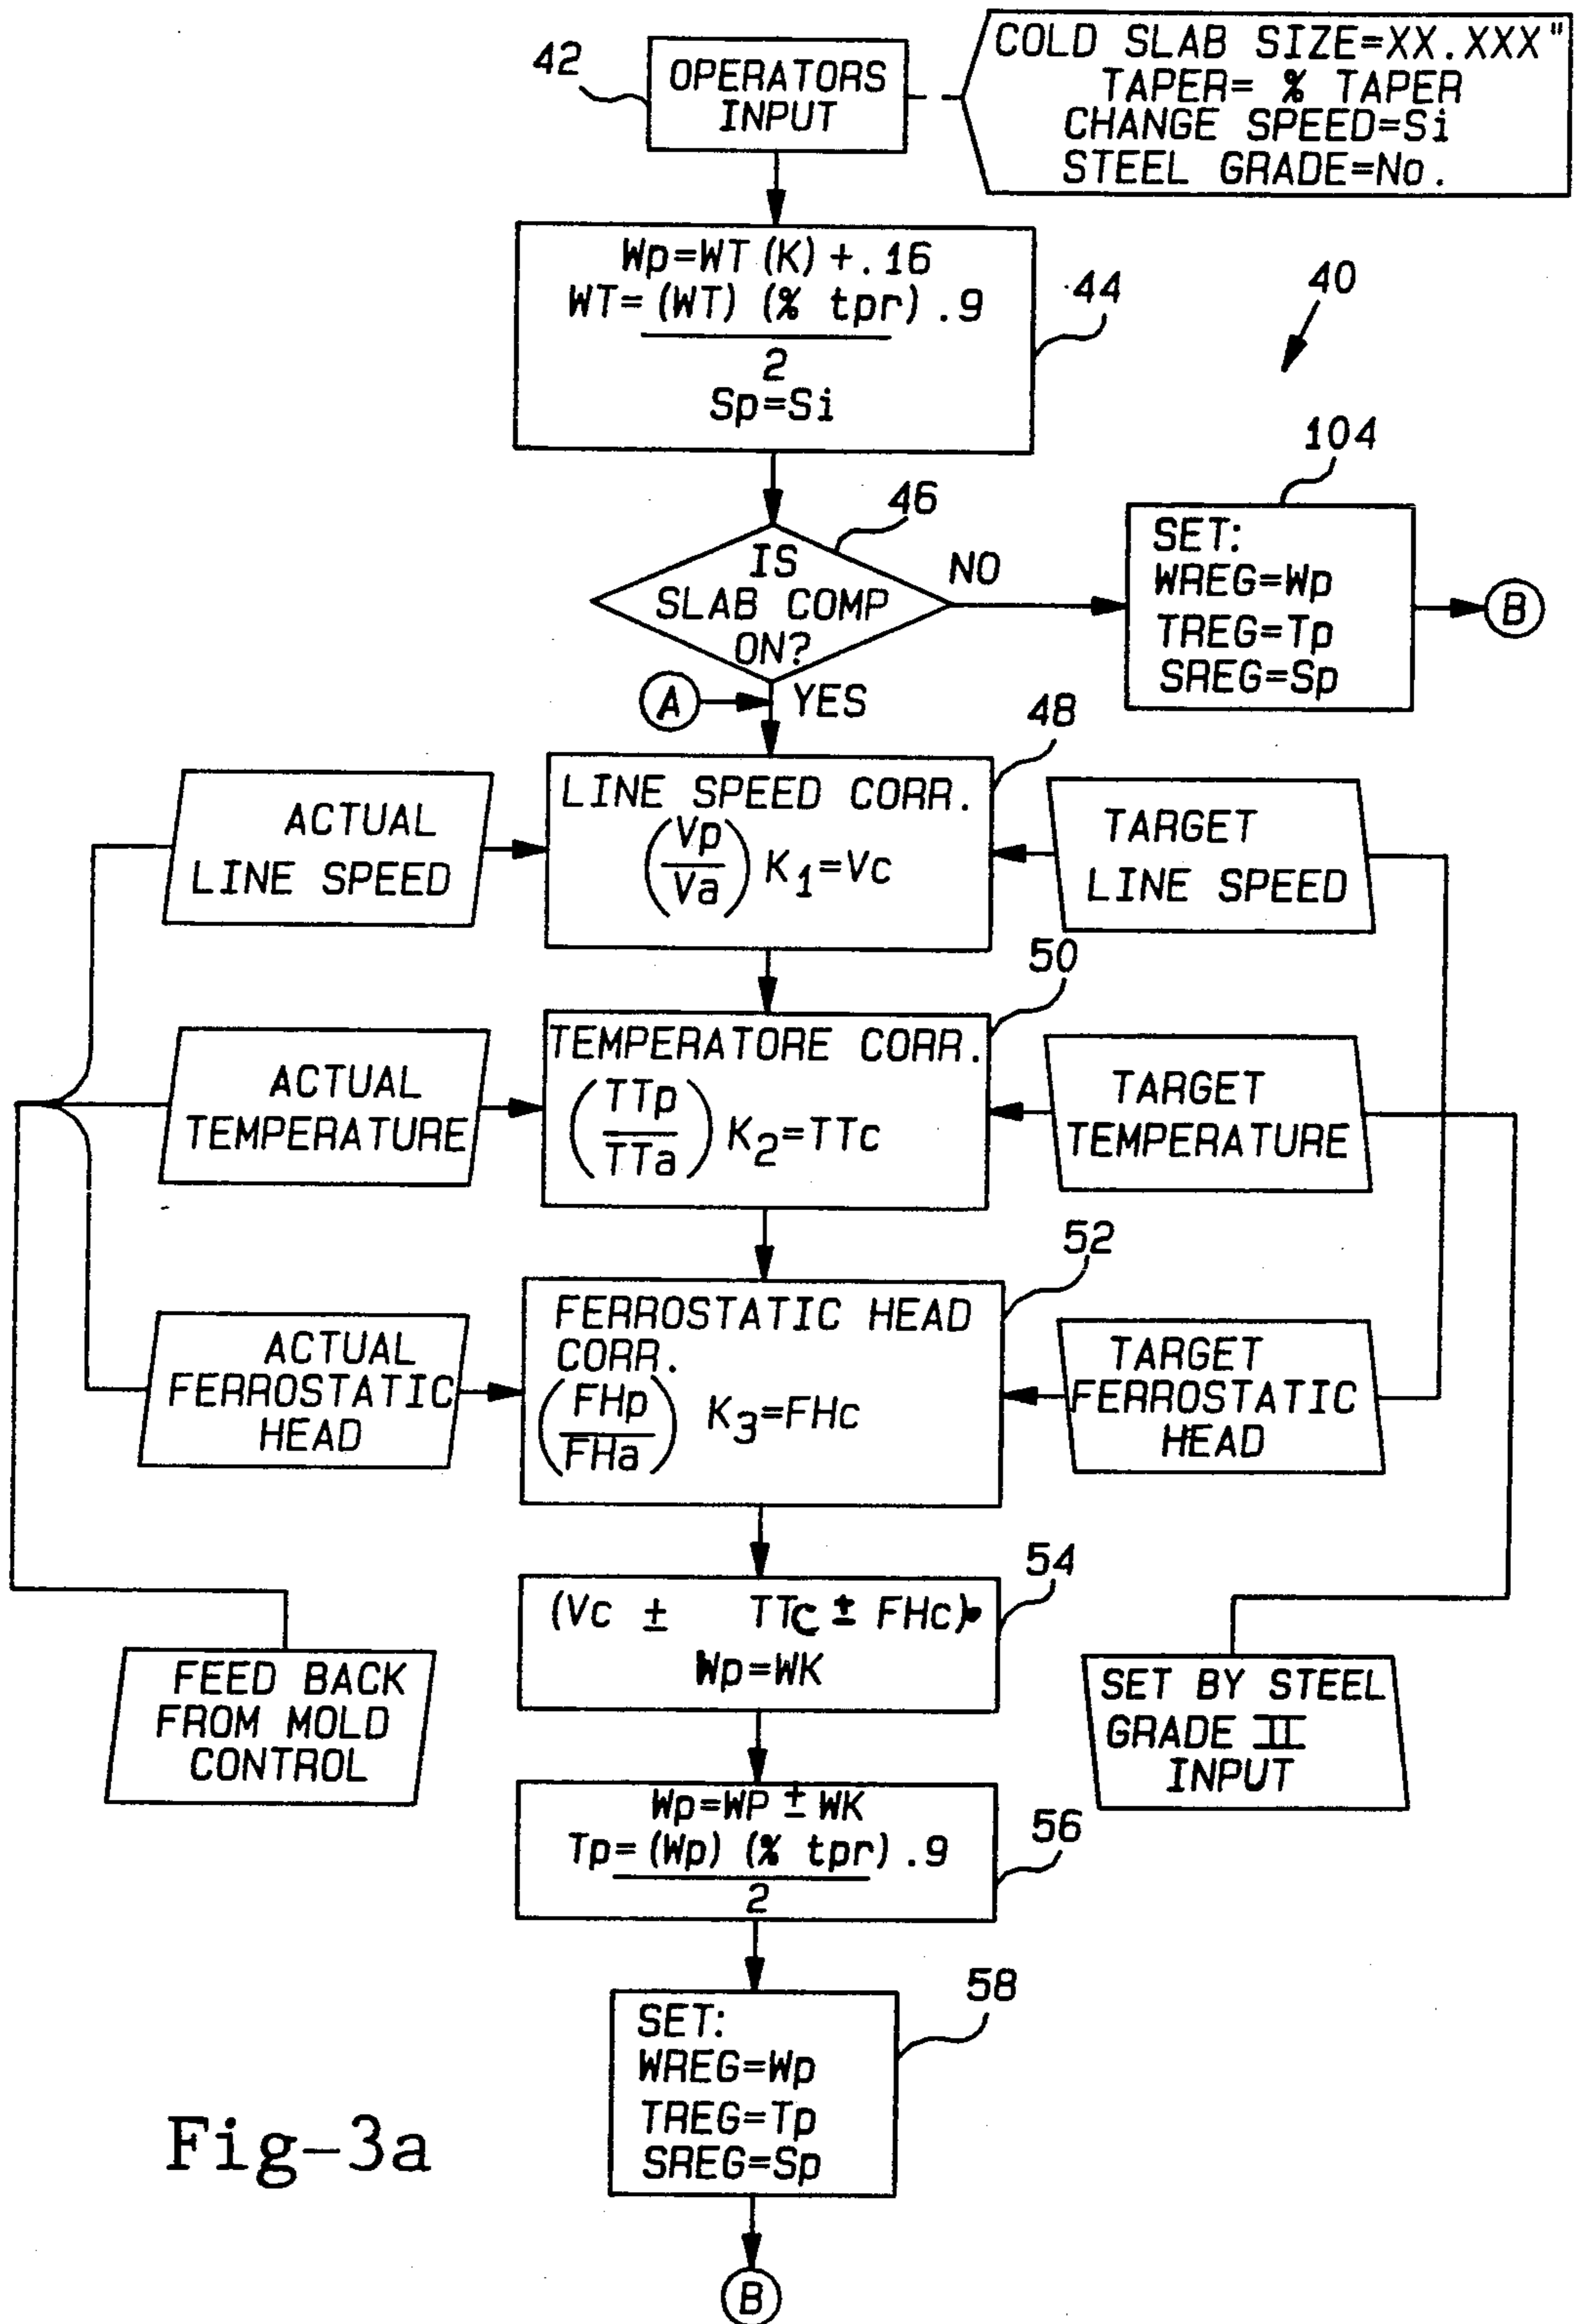 42
OPERATORS
INPUT
COLD SLAB SIZE=XX.XXX"
TAPER= % TAPER
CHANGE SPEED=Si
STEEL GRADE=No.
Wp=WT(K)+.16
WT=(WT) (% tpr) .9
2
Sp=Si
44
40
46
IS
SLAB COMP
ON?
NO
104
SET:
WREG=Wp
TREG=Tp
SREG=Sp
B
A
YES
48
ACTUAL
LINE SPEED
LINE SPEED CORR.
(Vp/Va) K1=Vc
TARGET
LINE SPEED
50
ACTUAL
TEMPERATURE
TEMPERATORE CORR.
(TTp/TTa) K2=TTc
TARGET
TEMPERATURE
52
ACTUAL
FERROSTATIC
HEAD
FERROSTATIC HEAD
CORR.
(FHp/FHa) K3=FHc
TARGET
FERROSTATIC
HEAD
54
(Vc ± TTc ± FHc)•
Wp=WK
FEED BACK
FROM MOLD
CONTROL
SET BY STEEL
GRADE II
INPUT
56
Wp=WP ± WK
Tp=(Wp) (% tpr) .9
2
58
SET:
WREG=Wp
TREG=Tp
SREG=Sp
Fig-3a
B